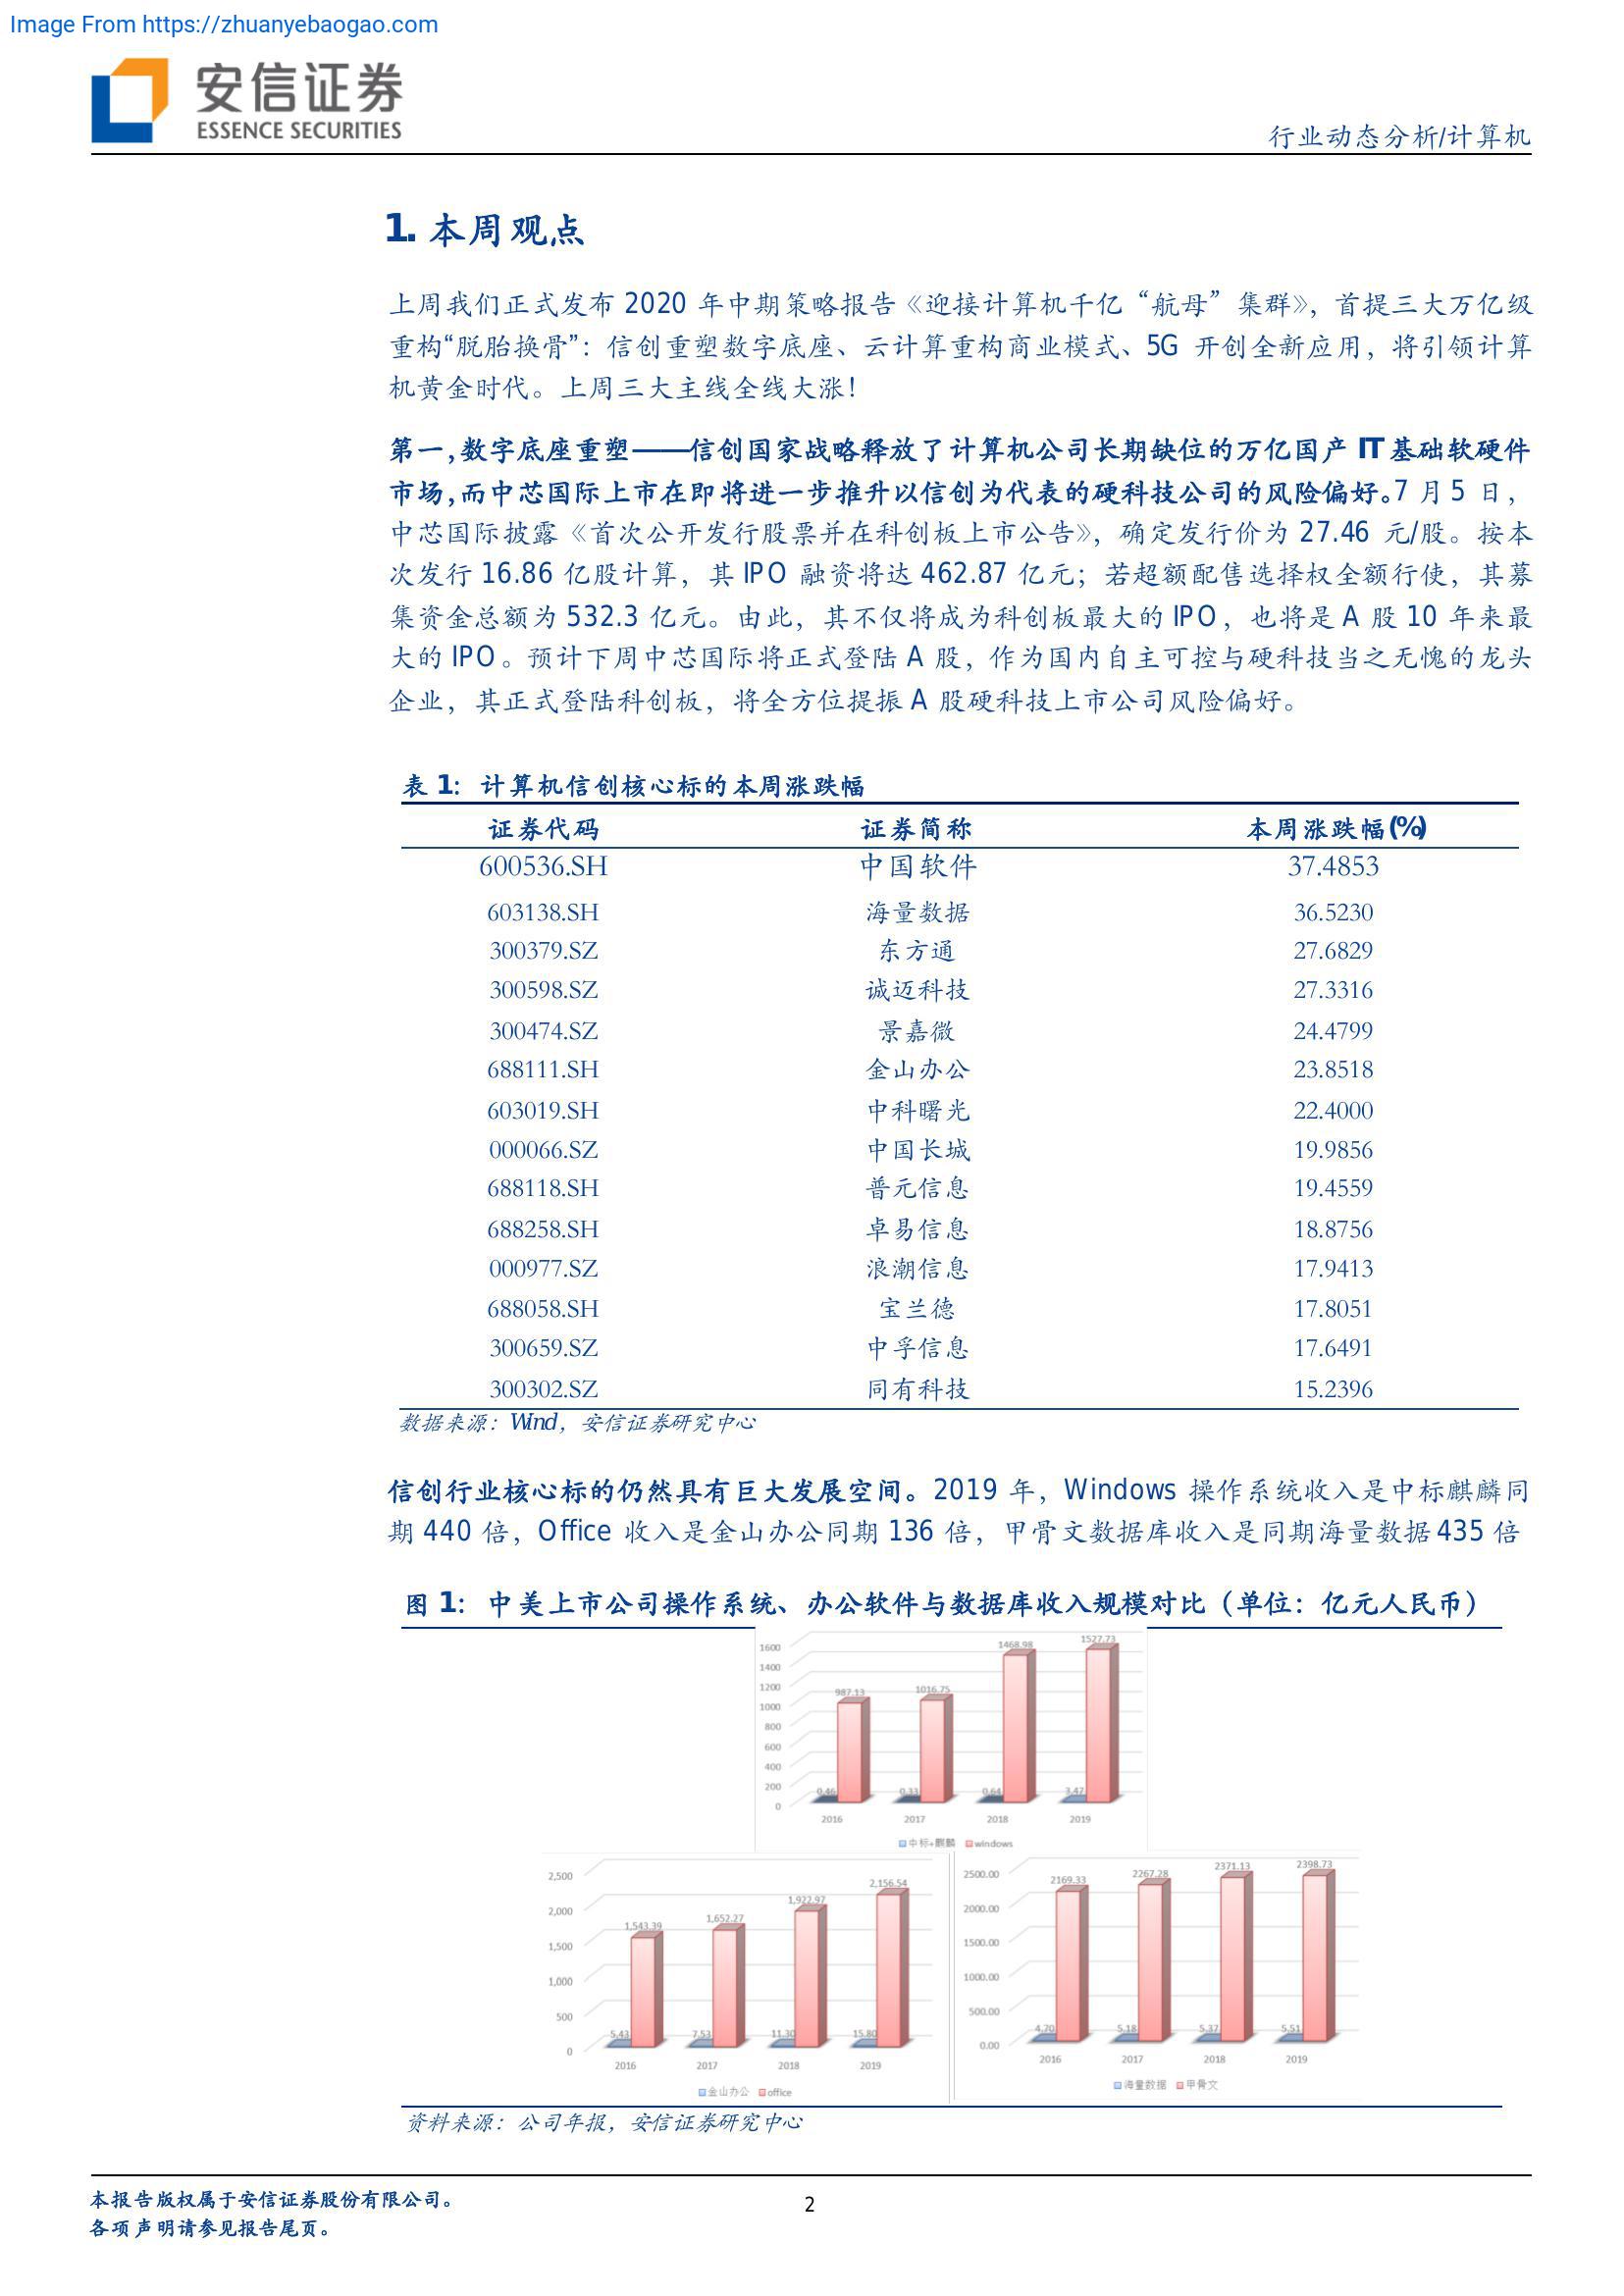 Image From https://zhuanyebaogao.com
安信证券
ESSENCE SECURITIES
行业动态分析/计算机
1. 本周观点
上周我们正式发布 2020 年中期策略报告《迎接计算机千亿“航母”集群》，首提三大万亿级
重构“脱胎换骨”：信创重塑数字底座、云计算重构商业模式、5G 开创全新应用，将引领计算
机黄金时代。上周三大主线全线大涨！
第一，数字底座重塑——信创国家战略释放了计算机公司长期缺位的万亿国产 IT 基础软硬件
市场，而中芯国际上市在即将进一步推升以信创为代表的硬科技公司的风险偏好。7 月 5 日，
中芯国际披露《首次公开发行股票并在科创板上市公告》，确定发行价为 27.46 元/股。按本
次发行 16.86 亿股计算，其 IPO 融资将达 462.87 亿元；若超额配售选择权全额行使，其募
集资金总额为 532.3 亿元。由此，其不仅将成为科创板最大的 IPO，也将是 A 股 10 年来最
大的 IPO。预计下周中芯国际将正式登陆 A 股，作为国内自主可控与硬科技当之无愧的龙头
企业，其正式登陆科创板，将全方位提振 A 股硬科技上市公司风险偏好。
表 1：计算机信创核心标的本周涨跌幅
证券代码 证券简称 本周涨跌幅(%)
600536.SH 中国软件 37.4853
603138.SH 海量数据 36.5230
300379.SZ 东方通 27.6829
300598.SZ 诚迈科技 27.3316
300474.SZ 景嘉微 24.4799
688111.SH 金山办公 23.8518
603019.SH 中科曙光 22.4000
000066.SZ 中国长城 19.9856
688118.SH 普元信息 19.4559
688258.SH 卓易信息 18.8756
000977.SZ 浪潮信息 17.9413
688058.SH 宝兰德 17.8051
300659.SZ 中孚信息 17.6491
300302.SZ 同有科技 15.2396
数据来源：Wind，安信证券研究中心
信创行业核心标的仍然具有巨大发展空间。2019 年，Windows 操作系统收入是中标麒麟同
期 440 倍，Office 收入是金山办公同期 136 倍，甲骨文数据库收入是同期海量数据 435 倍
图 1：中美上市公司操作系统、办公软件与数据库收入规模对比（单位：亿元人民币）
1600
1400
1200
1000
800
600
400
200
0
987.13 1016.75 1468.98 1527.73
0.46 0.33 0.64 3.47
2016 2017 2018 2019
中标+麒麟 windows
2,500
2,000
1,500
1,000
500
0
1,543.39 1,652.27 1,922.97 2,156.54
5.43 7.53 11.30 15.80
2016 2017 2018 2019
金山办公 office
2500.00
2000.00
1500.00
1000.00
500.00
0.00
2169.33 2267.28 2371.13 2398.73
4.70 5.18 5.37 5.51
2016 2017 2018 2019
海量数据 甲骨文
资料来源：公司年报，安信证券研究中心
本报告版权属于安信证券股份有限公司。
各项声明请参见报告尾页。
2